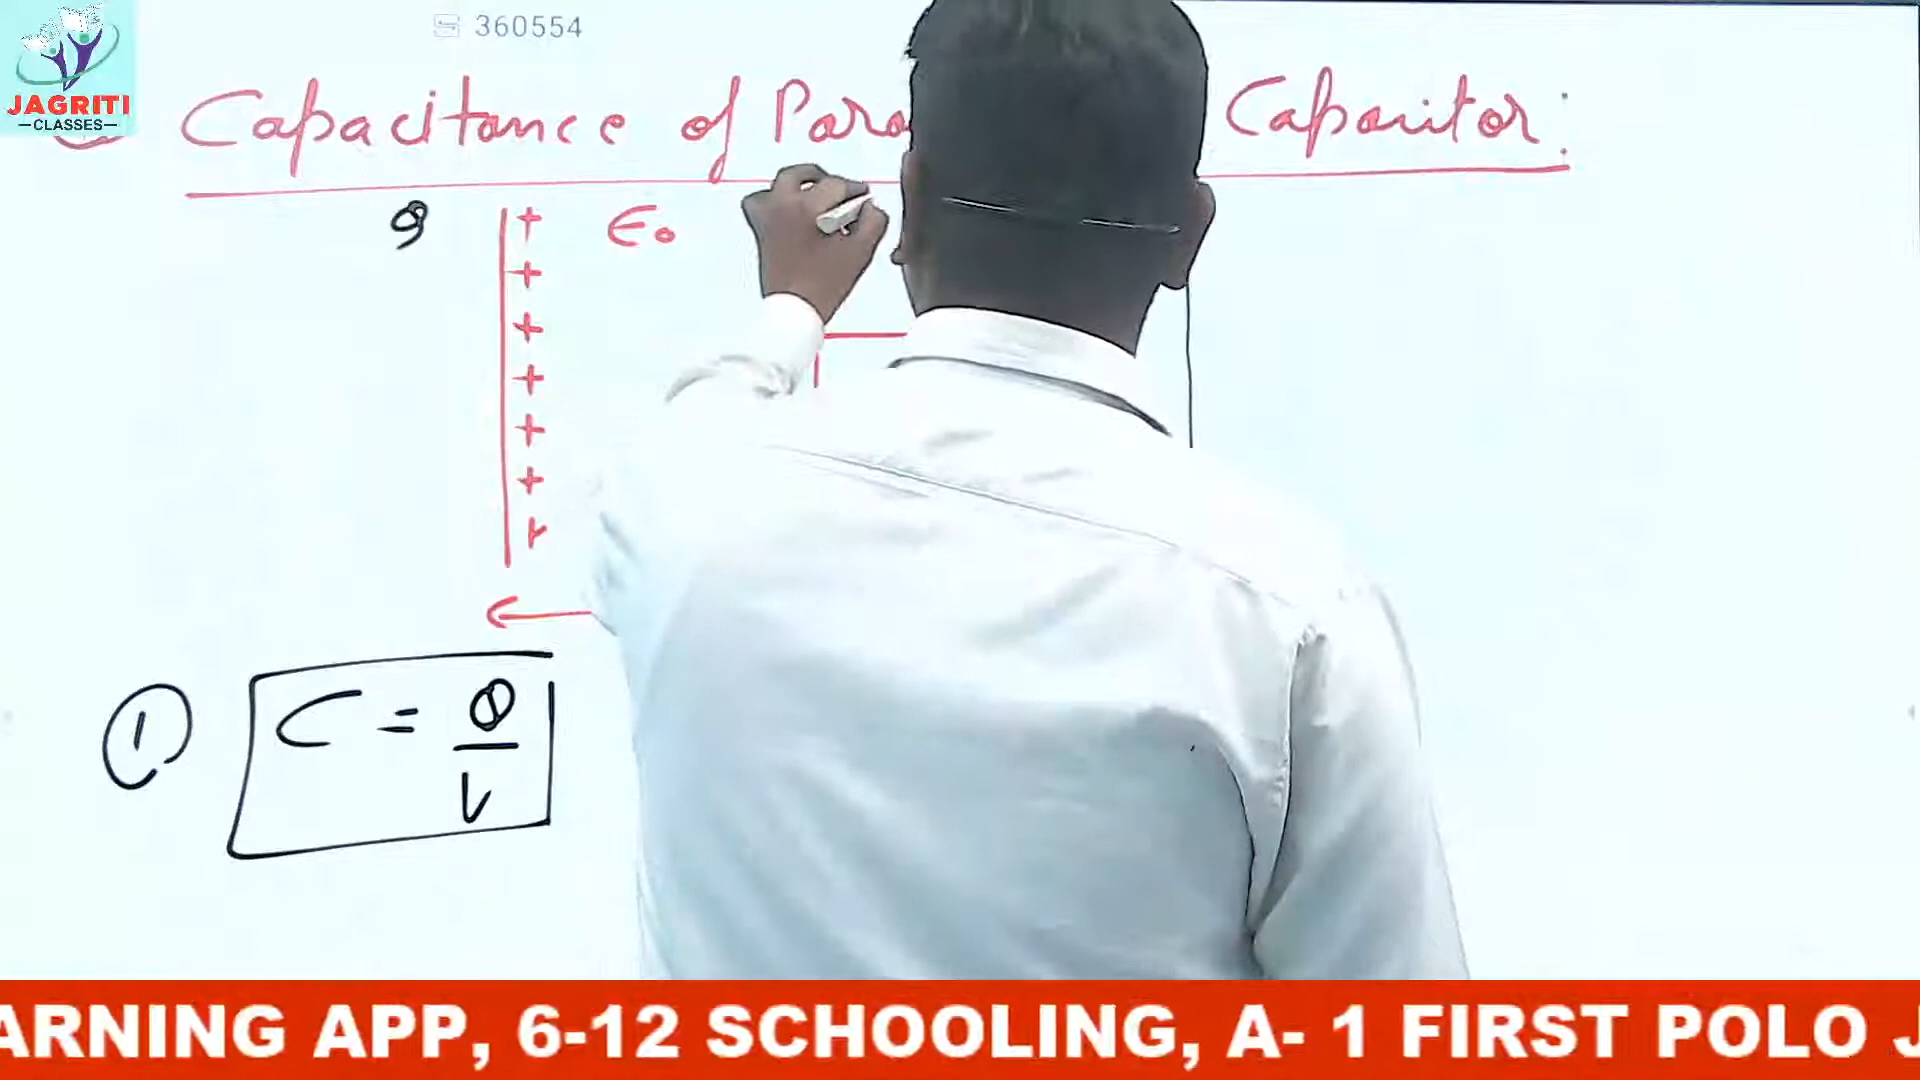 360554
JAGRITI
—CLASSES—
Capacitance of Para Capacitor:
Q
+ ϵ₀
+
+
+
+
+
+
① C = Q
V
ARNING APP, 6-12 SCHOOLING, A- 1 FIRST POLO J